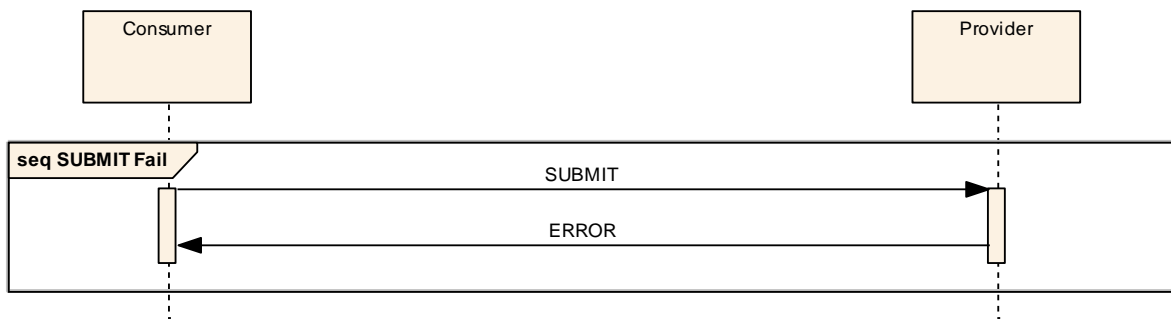 Consumer
Provider
seq SUBMIT Fail
SUBMIT
ERROR